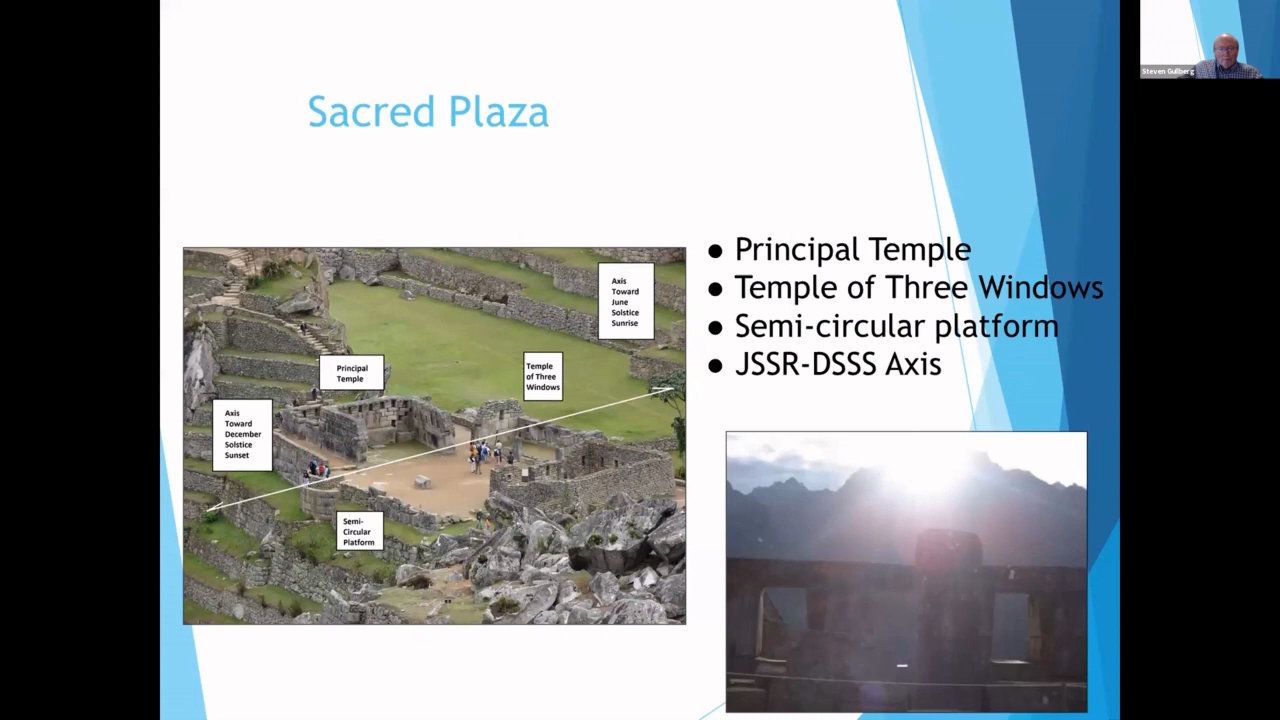 Steven Gullberg
Sacred Plaza
● Principal Temple
● Temple of Three Windows
● Semi-circular platform
● JSSR-DSSS Axis
Axis
Toward
June
Solstice
Sunrise
Principal
Temple
Temple
of Three
Windows
Axis
Toward
December
Solstice
Sunset
Semi-
Circular
Platform